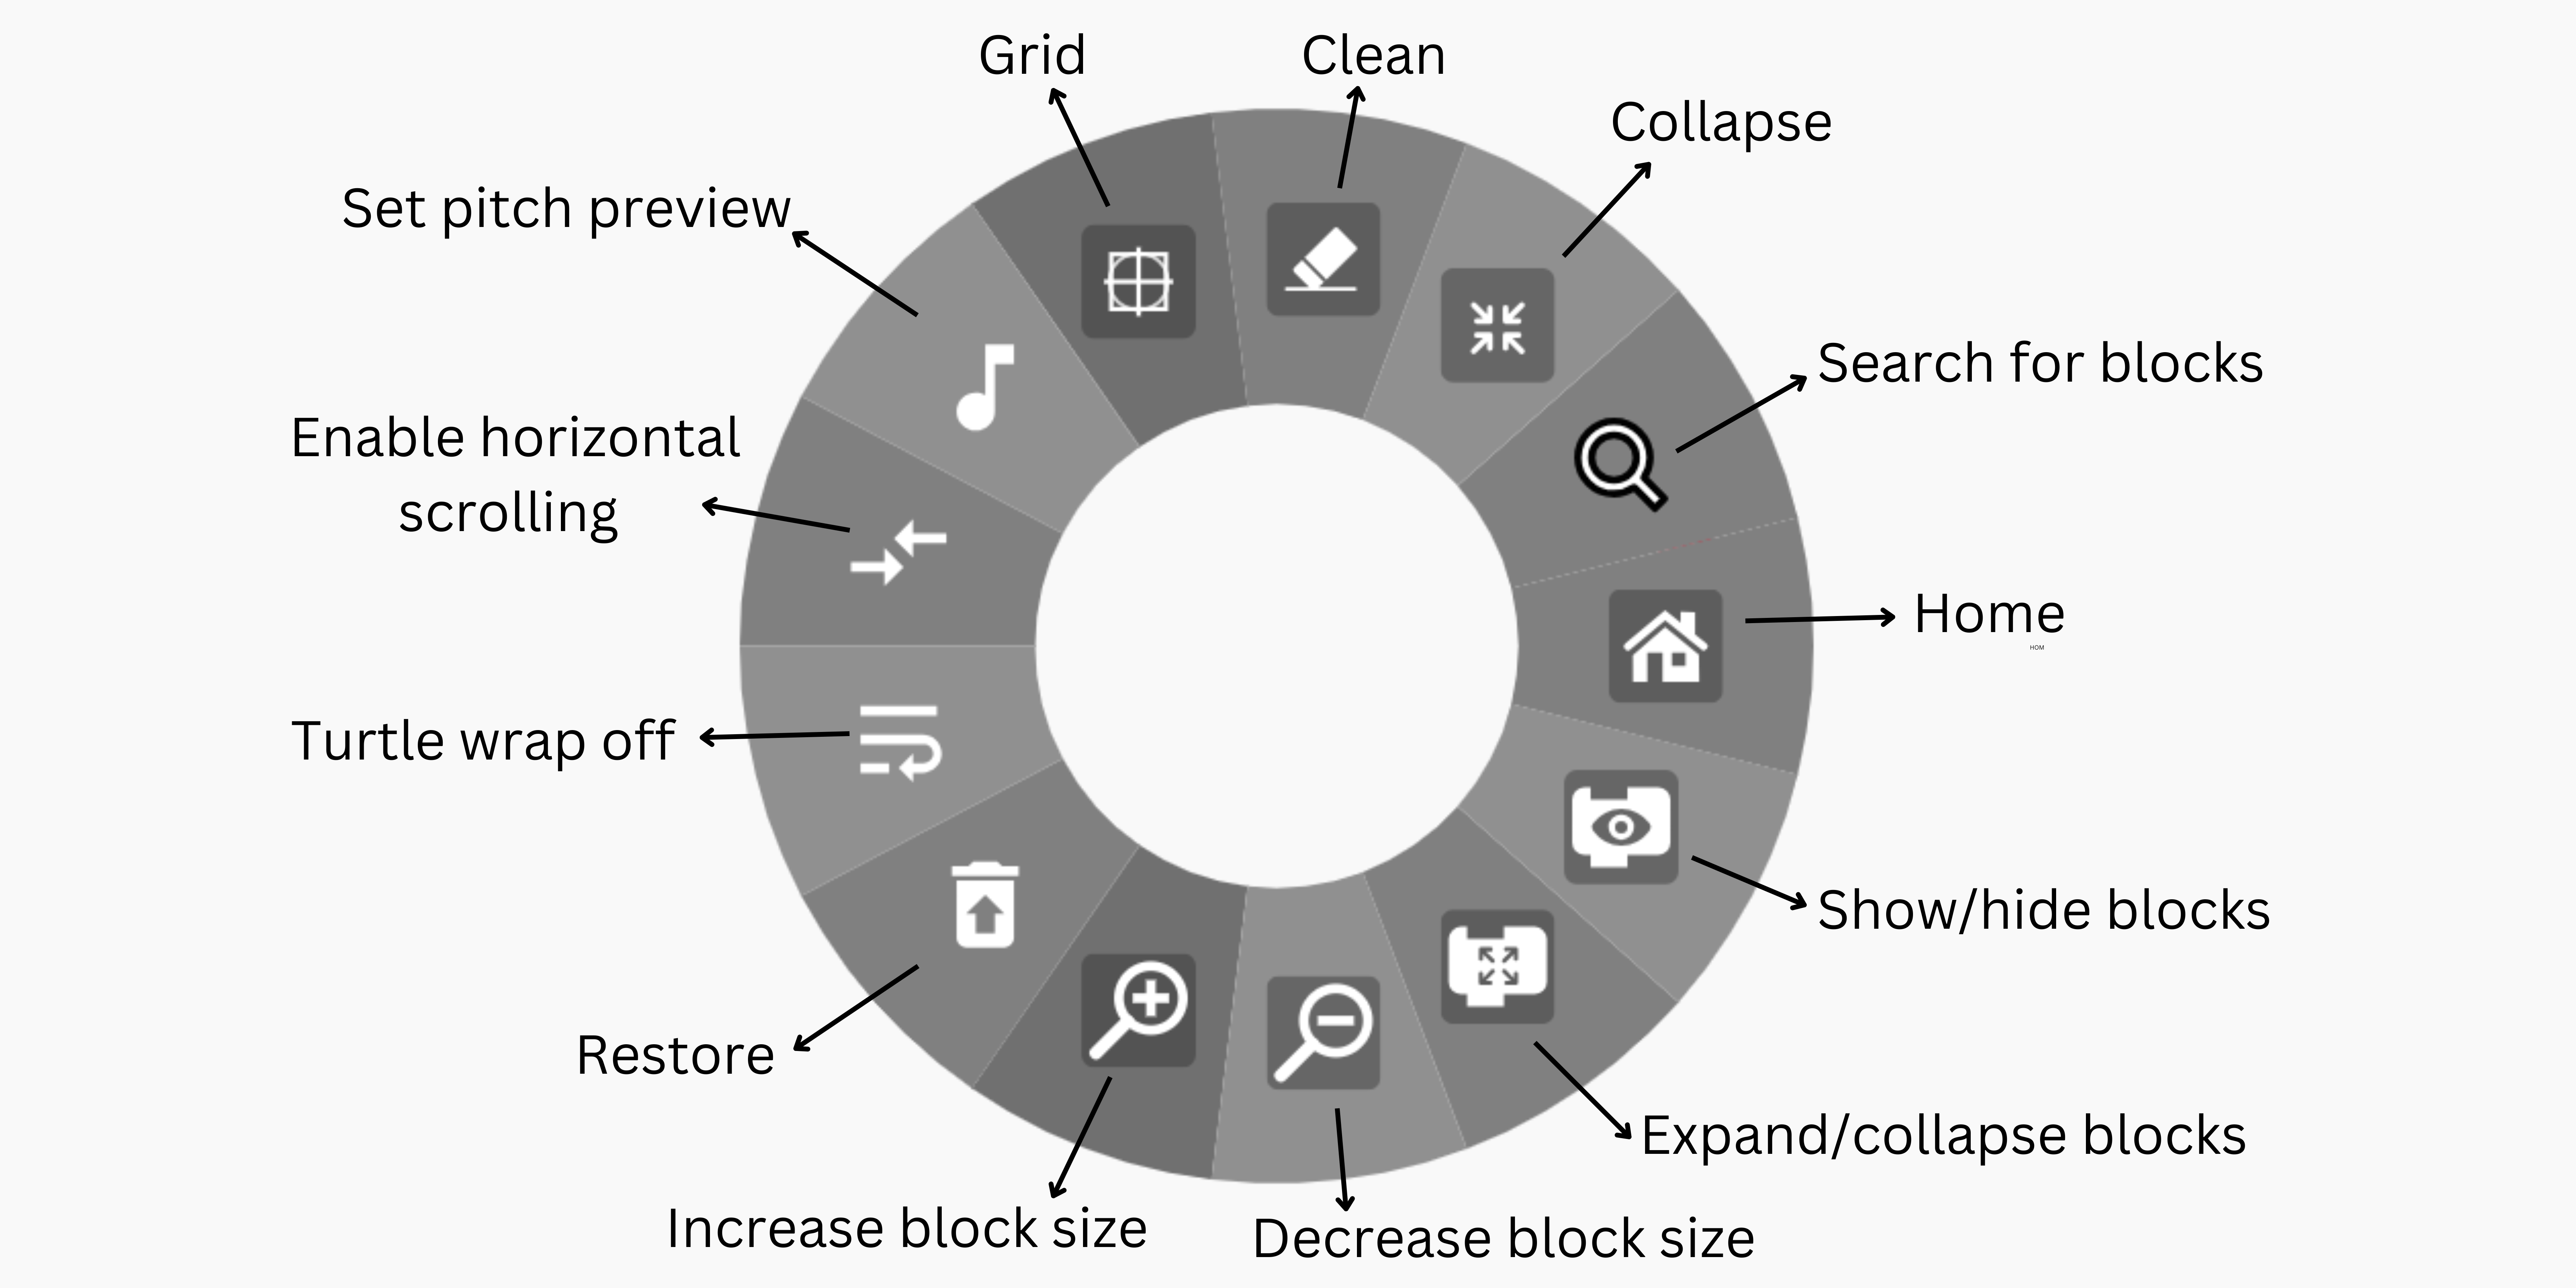 Grid
Clean
Collapse
Set pitch preview
Search for blocks
Enable horizontal
scrolling
Home
HOM
Turtle wrap off
Show/hide blocks
Restore
Expand/collapse blocks
Increase block size
Decrease block size